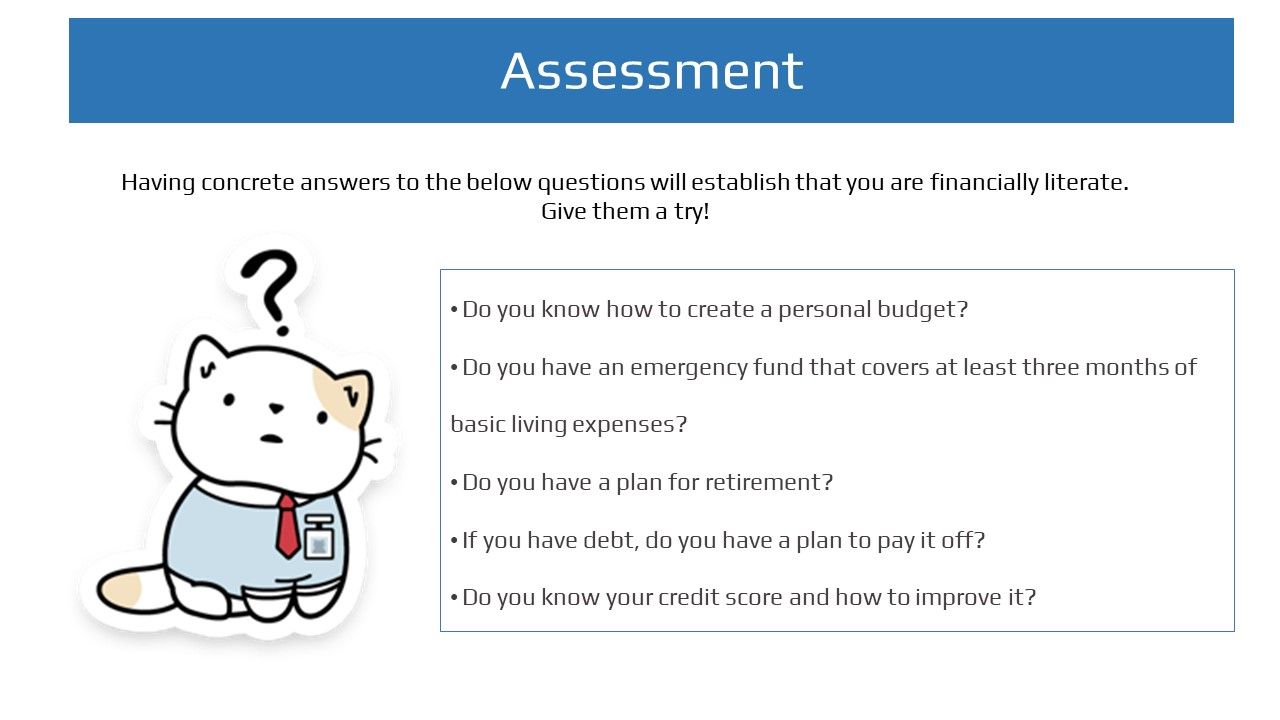 Assessment
Having concrete answers to the below questions will establish that you are financially literate.
Give them a try!
?
• Do you know how to create a personal budget?
• Do you have an emergency fund that covers at least three months of
basic living expenses?
• Do you have a plan for retirement?
• If you have debt, do you have a plan to pay it off?
• Do you know your credit score and how to improve it?